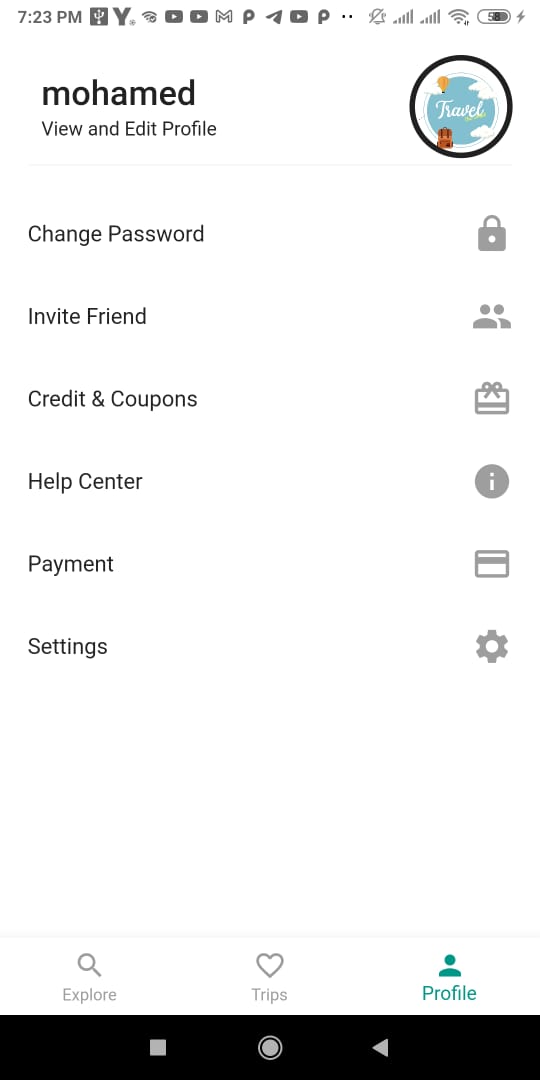 7:23 PM
58
mohamed
View and Edit Profile
Travel
Change Password
Invite Friend
Credit & Coupons
Help Center
Payment
Settings
Explore
Trips
Profile